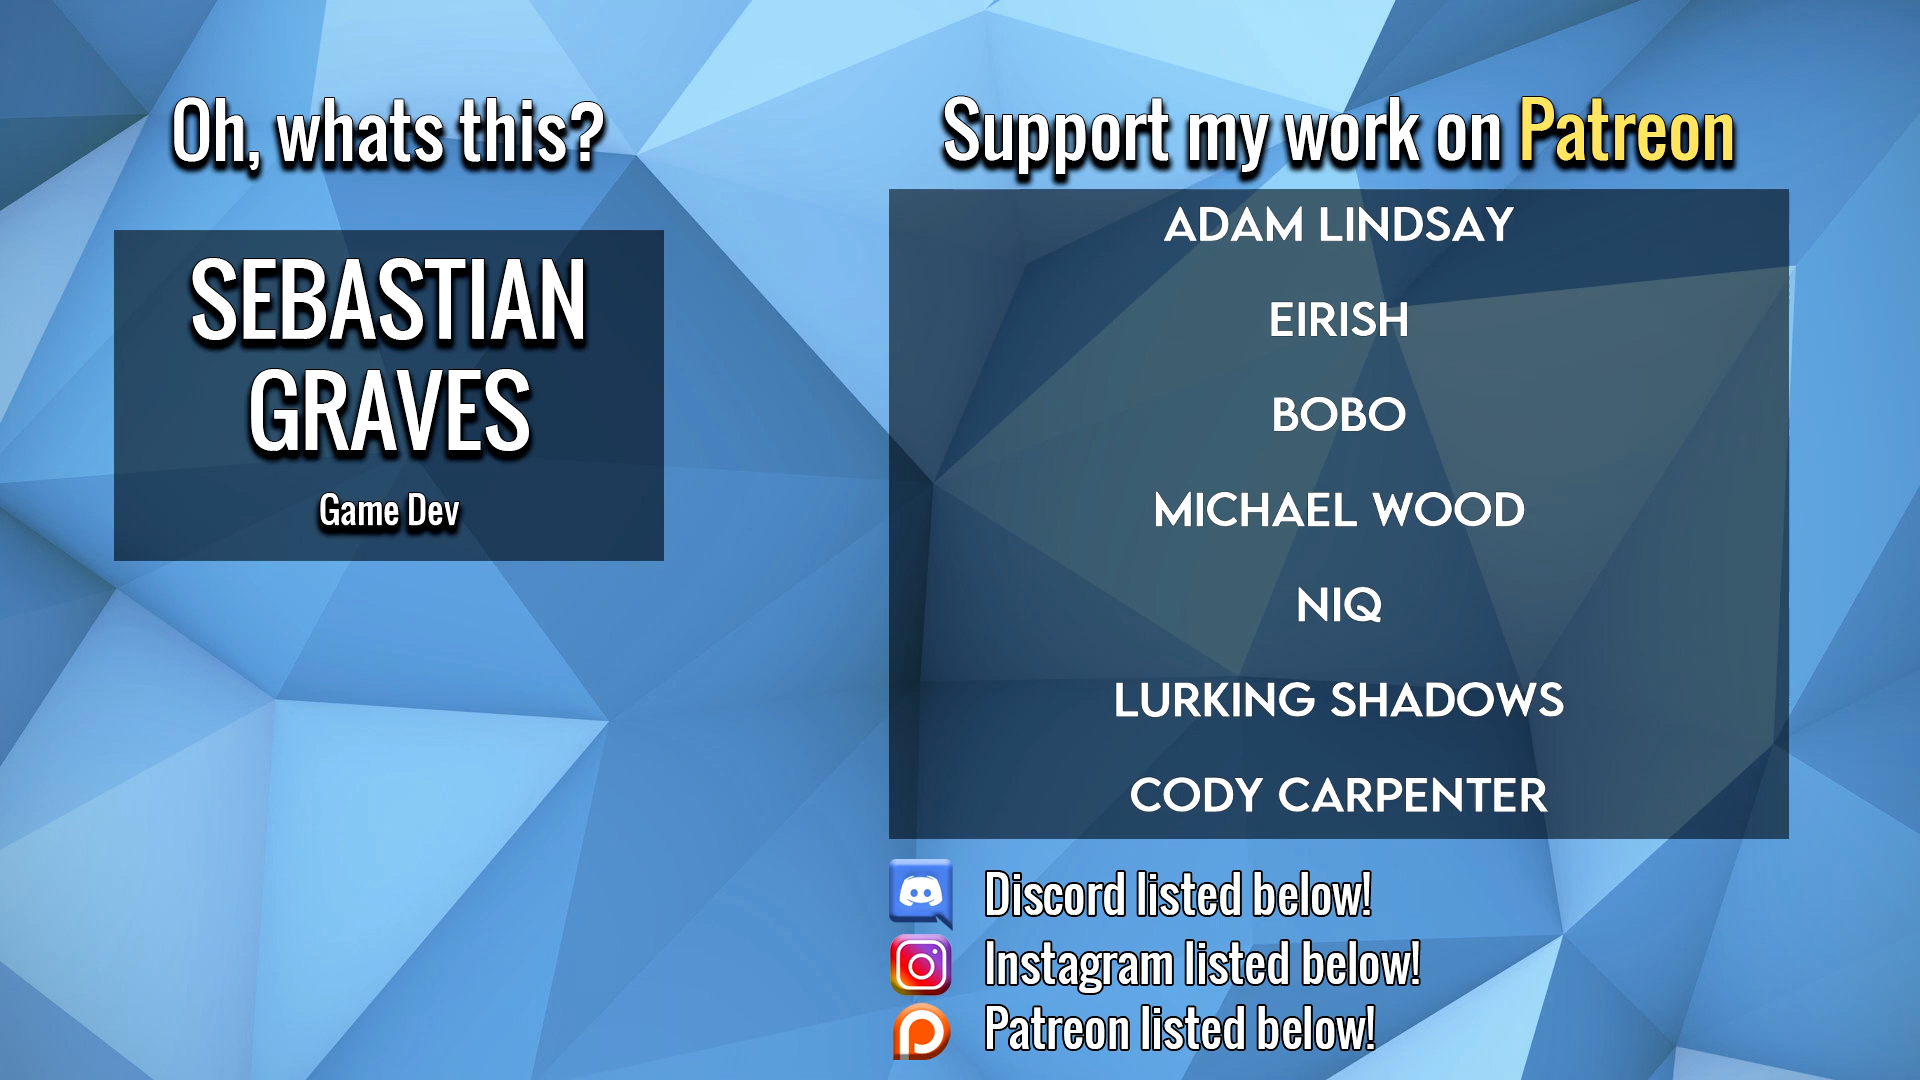 Oh, whats this?
SEBASTIAN
GRAVES
Game Dev
Support my work on Patreon
ADAM LINDSAY
EIRISH
BOBO
MICHAEL WOOD
NIQ
LURKING SHADOWS
CODY CARPENTER
Discord listed below!
Instagram listed below!
Patreon listed below!